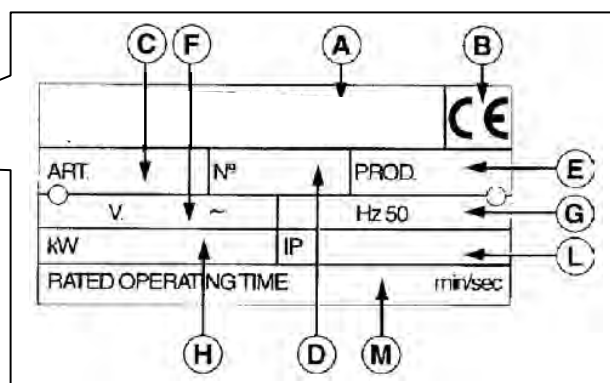 C F A B
CE
ART. Nº PROD. E
V. ~ Hz 50 G
kW IP L
RATED OPERATING TIME min/sec
H D M